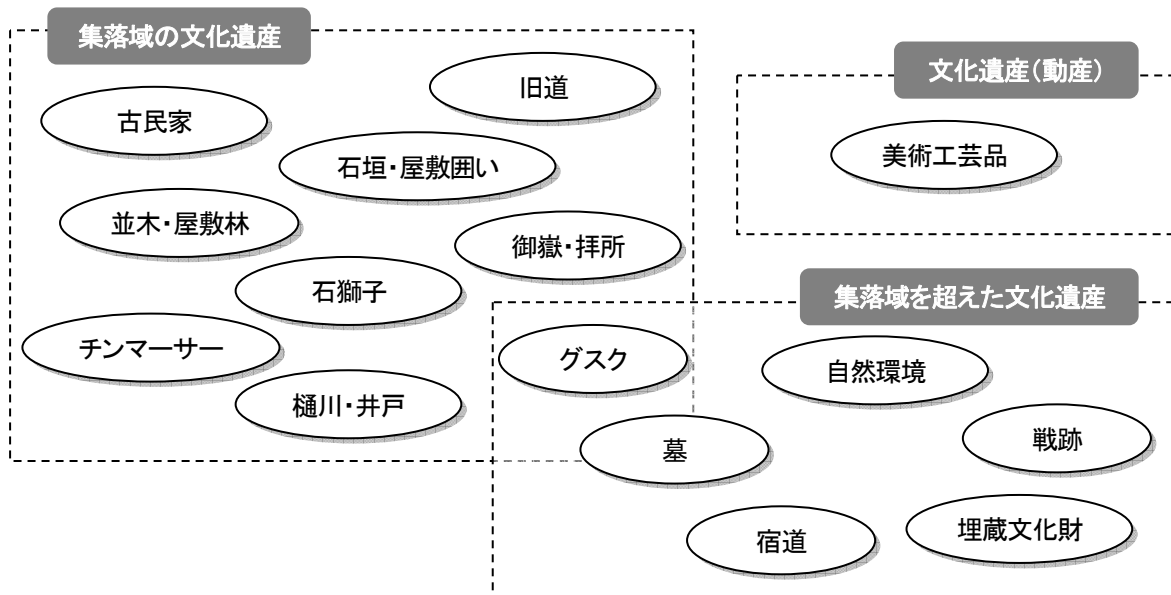 集落域の文化遺産
旧道
古民家
石垣・屋敷囲い
並木・屋敷林
御嶽・拝所
石獅子
チンマーサー
樋川・井戸
文化遺産(動産)
美術工芸品
集落域を超えた文化遺産
グスク
自然環境
墓
戦跡
宿道
埋蔵文化財